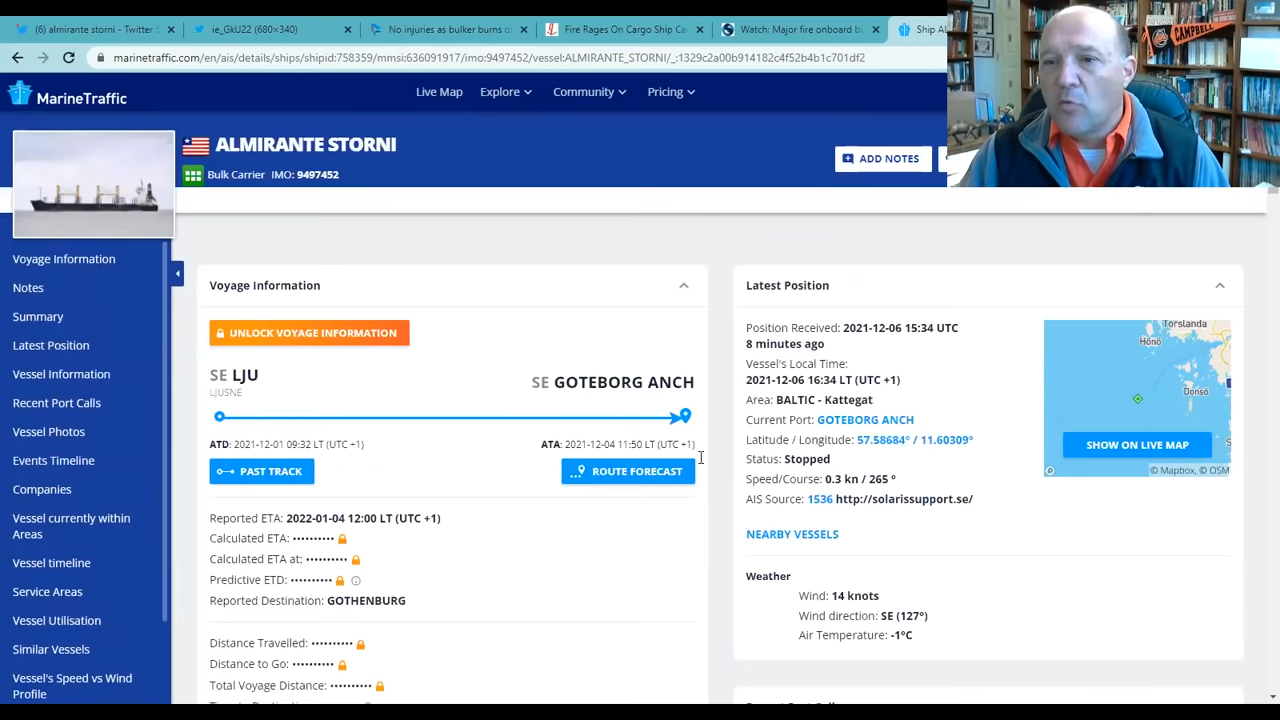 (6) almirante storni - Twitter S
ie_GkU22 (680×340)
No injuries as bulker burns of
Fire Rages On Cargo Ship Ca
Watch: Major fire onboard bu
Ship AL
marinetraffic.com/en/ais/details/ships/shipid:758359/mmsi:636091917/imo:9497452/vessel:ALMIRANTE_STORNI/_:1329c2a00b914182c4f52b4b1c701df2
CAMPBELL
MarineTraffic
Live Map
Explore
Community
Pricing
ALMIRANTE STORNI
Bulk Carrier IMO: 9497452
ADD NOTES
Voyage Information
Notes
Summary
Latest Position
Vessel Information
Recent Port Calls
Vessel Photos
Events Timeline
Companies
Vessel currently within
Areas
Vessel timeline
Service Areas
Vessel Utilisation
Similar Vessels
Vessel's Speed vs Wind
Profile
Voyage Information
UNLOCK VOYAGE INFORMATION
SE LJU
LJUSNE
SE GOTEBORG ANCH
ATD: 2021-12-01 09:32 LT (UTC +1)
ATA: 2021-12-04 11:50 LT (UTC +1)
PAST TRACK
ROUTE FORECAST
Reported ETA: 2022-01-04 12:00 LT (UTC +1)
Calculated ETA: ••••••••••
Calculated ETA at: ••••••••••
Predictive ETD: ••••••••••
Reported Destination: GOTHENBURG
Distance Travelled: ••••••••••
Distance to Go: ••••••••••
Total Voyage Distance: ••••••••••
Latest Position
Position Received: 2021-12-06 15:34 UTC
8 minutes ago
Vessel's Local Time:
2021-12-06 16:34 LT (UTC +1)
Area: BALTIC - Kattegat
Current Port: GOTEBORG ANCH
Latitude / Longitude: 57.58684° / 11.60309°
Status: Stopped
Speed/Course: 0.3 kn / 265 °
AIS Source: 1536 http://solarissupport.se/
NEARBY VESSELS
Torslanda
Hönö
Donsö
SHOW ON LIVE MAP
© Mapbox, © OSM
Weather
Wind: 14 knots
Wind direction: SE (127°)
Air Temperature: -1°C